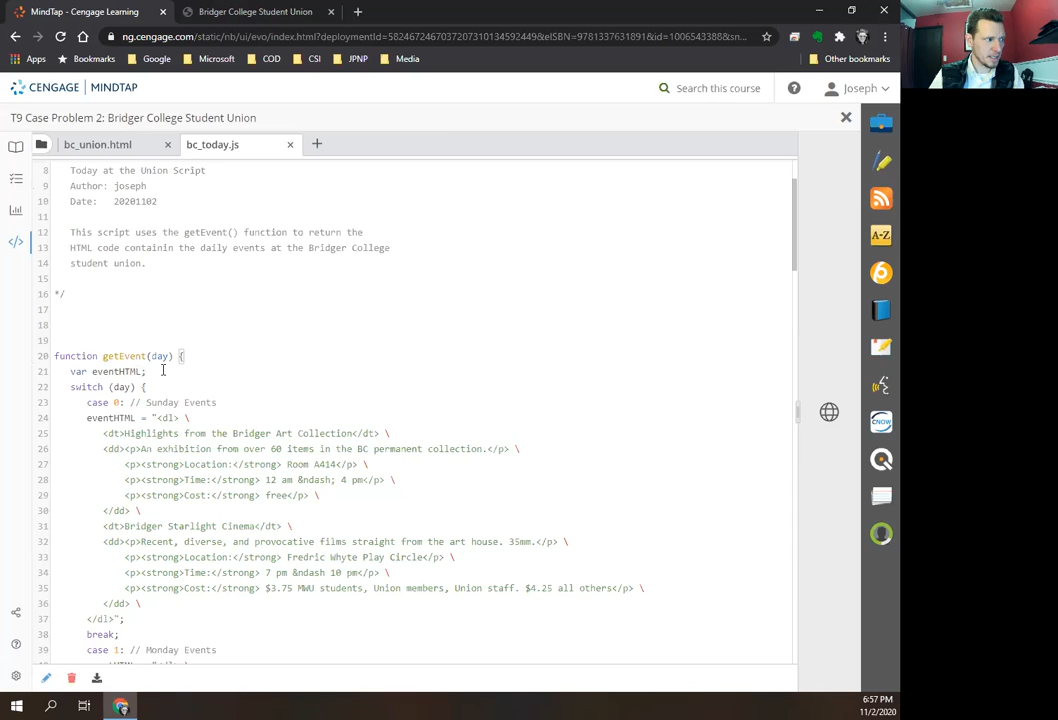 MindTap - Cengage Learning
Bridger College Student Union
ng.cengage.com/static/nb/ui/evo/index.html?deploymentId=5824672467037207310134592449&eISBN=9781337631891&id=1006543388&sn...
Apps
Bookmarks
Google
Microsoft
COD
CSI
JPNP
Media
Other bookmarks
CENGAGE | MINDTAP
Search this course
Joseph
T9 Case Problem 2: Bridger College Student Union
bc_union.html
bc_today.js
8 Today at the Union Script
9 Author: joseph
10 Date: 20201102
11
12 This script uses the getEvent() function to return the
13 HTML code containin the daily events at the Bridger College
14 student union.
15
16 */
17
18
19
20 function getEvent(day) {
21 var eventHTML;
22 switch (day) {
23 case 0: // Sunday Events
24 eventHTML = "<dl> \
25 <dt>Highlights from the Bridger Art Collection</dt> \
26 <dd><p>An exhibition from over 60 items in the BC permanent collection.</p> \
27 <p><strong>Location:</strong> Room A414</p> \
28 <p><strong>Time:</strong> 12 am &ndash; 4 pm</p> \
29 <p><strong>Cost:</strong> free</p> \
30 </dd> \
31 <dt>Bridger Starlight Cinema</dt> \
32 <dd><p>Recent, diverse, and provocative films straight from the art house. 35mm.</p> \
33 <p><strong>Location:</strong> Fredric Whyte Play Circle</p> \
34 <p><strong>Time:</strong> 7 pm &ndash 10 pm</p> \
35 <p><strong>Cost:</strong> $3.75 MWU students, Union members, Union staff. $4.25 all others</p> \
36 </dd> \
37 </dl>";
38 break;
39 case 1: // Monday Events
A-Z
CNOW
6:57 PM
11/2/2020